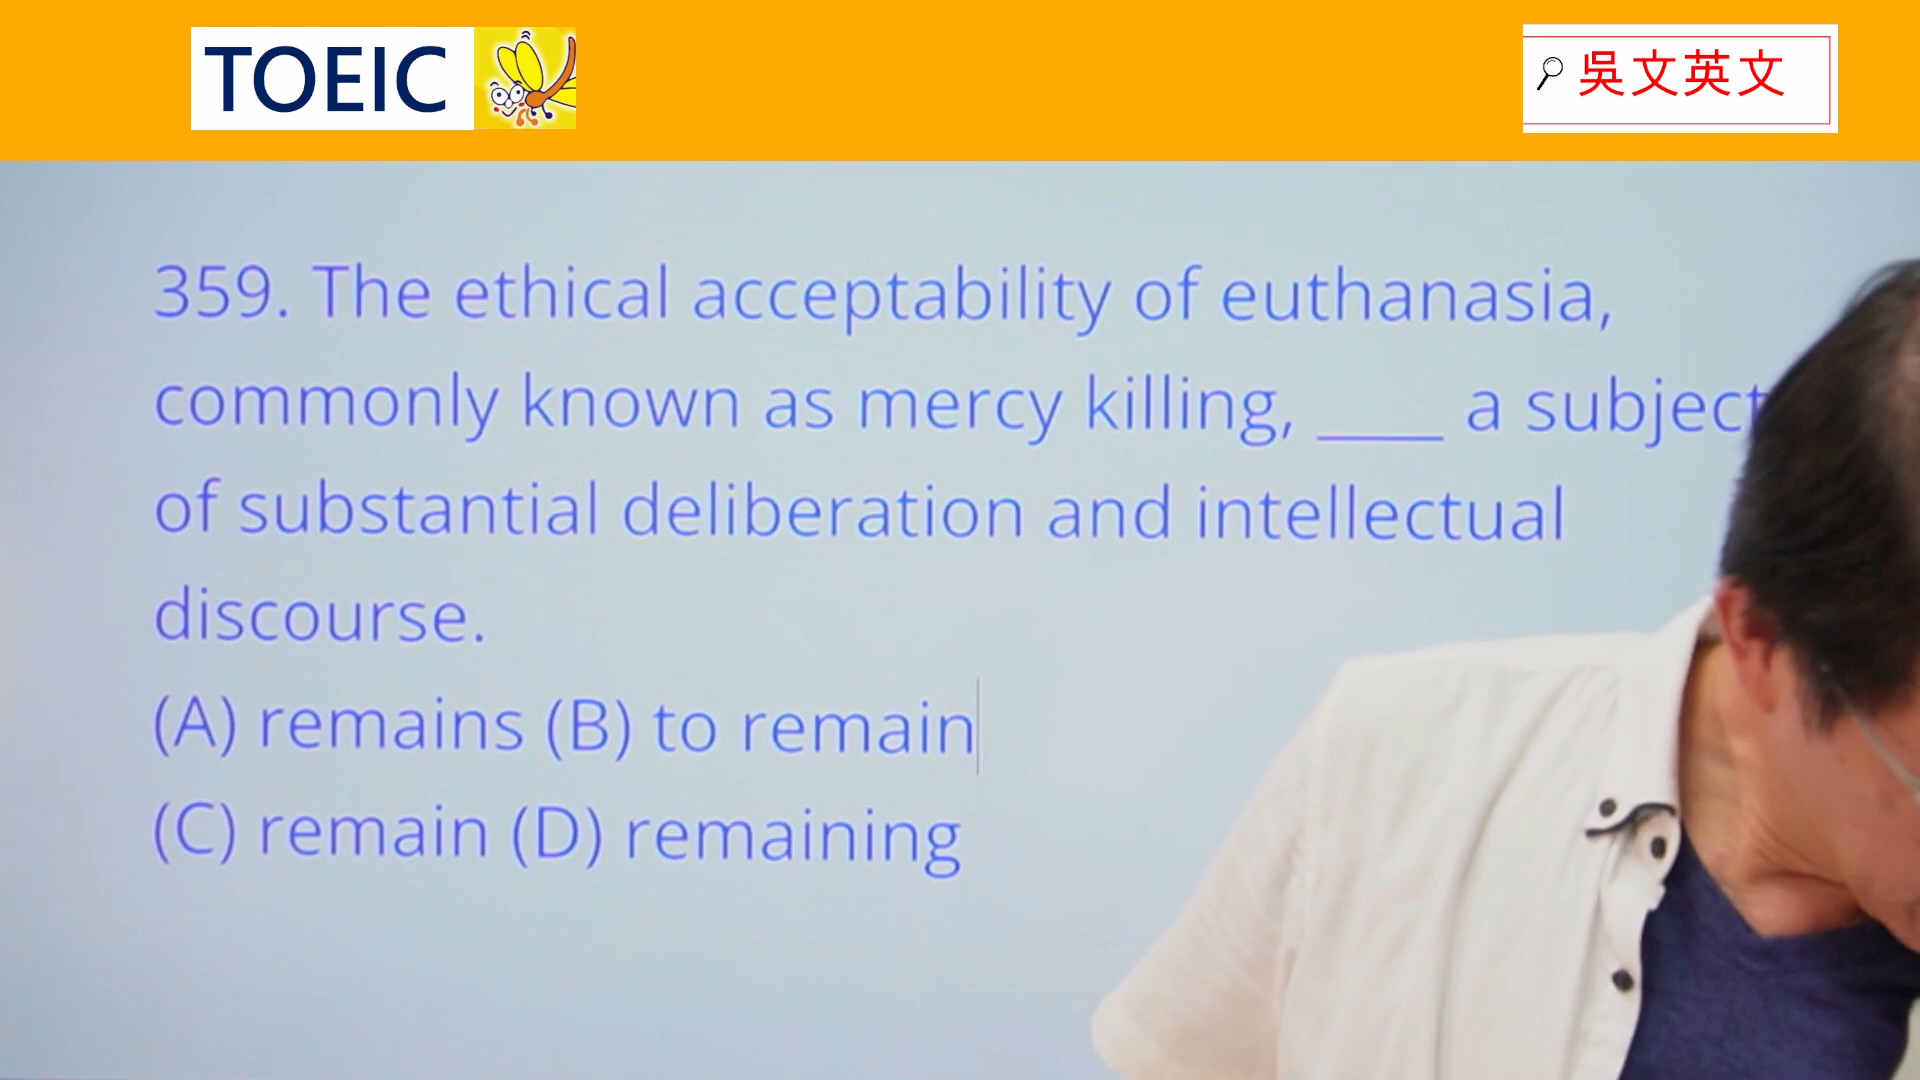 TOEIC
吳文英文
359. The ethical acceptability of euthanasia,
commonly known as mercy killing, ____ a subject
of substantial deliberation and intellectual
discourse.
(A) remains (B) to remain
(C) remain (D) remaining